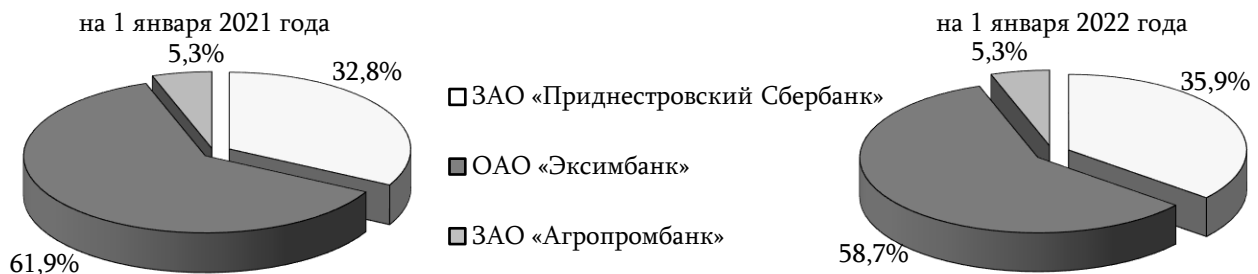 на 1 января 2021 года
5,3%
32,8%
61,9%
ЗАО «Приднестровский Сбербанк»
ОАО «Эксимбанк»
ЗАО «Агропромбанк»
на 1 января 2022 года
5,3%
35,9%
58,7%